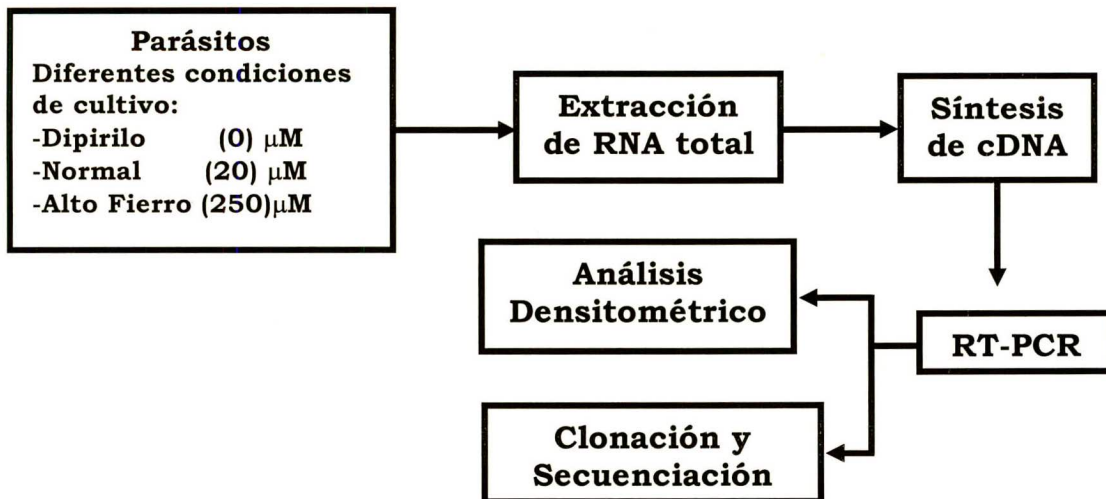 Parásitos
Diferentes condiciones
de cultivo:
-Dipirilo (0) μM
-Normal (20) μM
-Alto Fierro (250)μM
Extracción
de RNA total
Síntesis
de cDNA
RT-PCR
Análisis
Densitométrico
Clonación y
Secuenciación